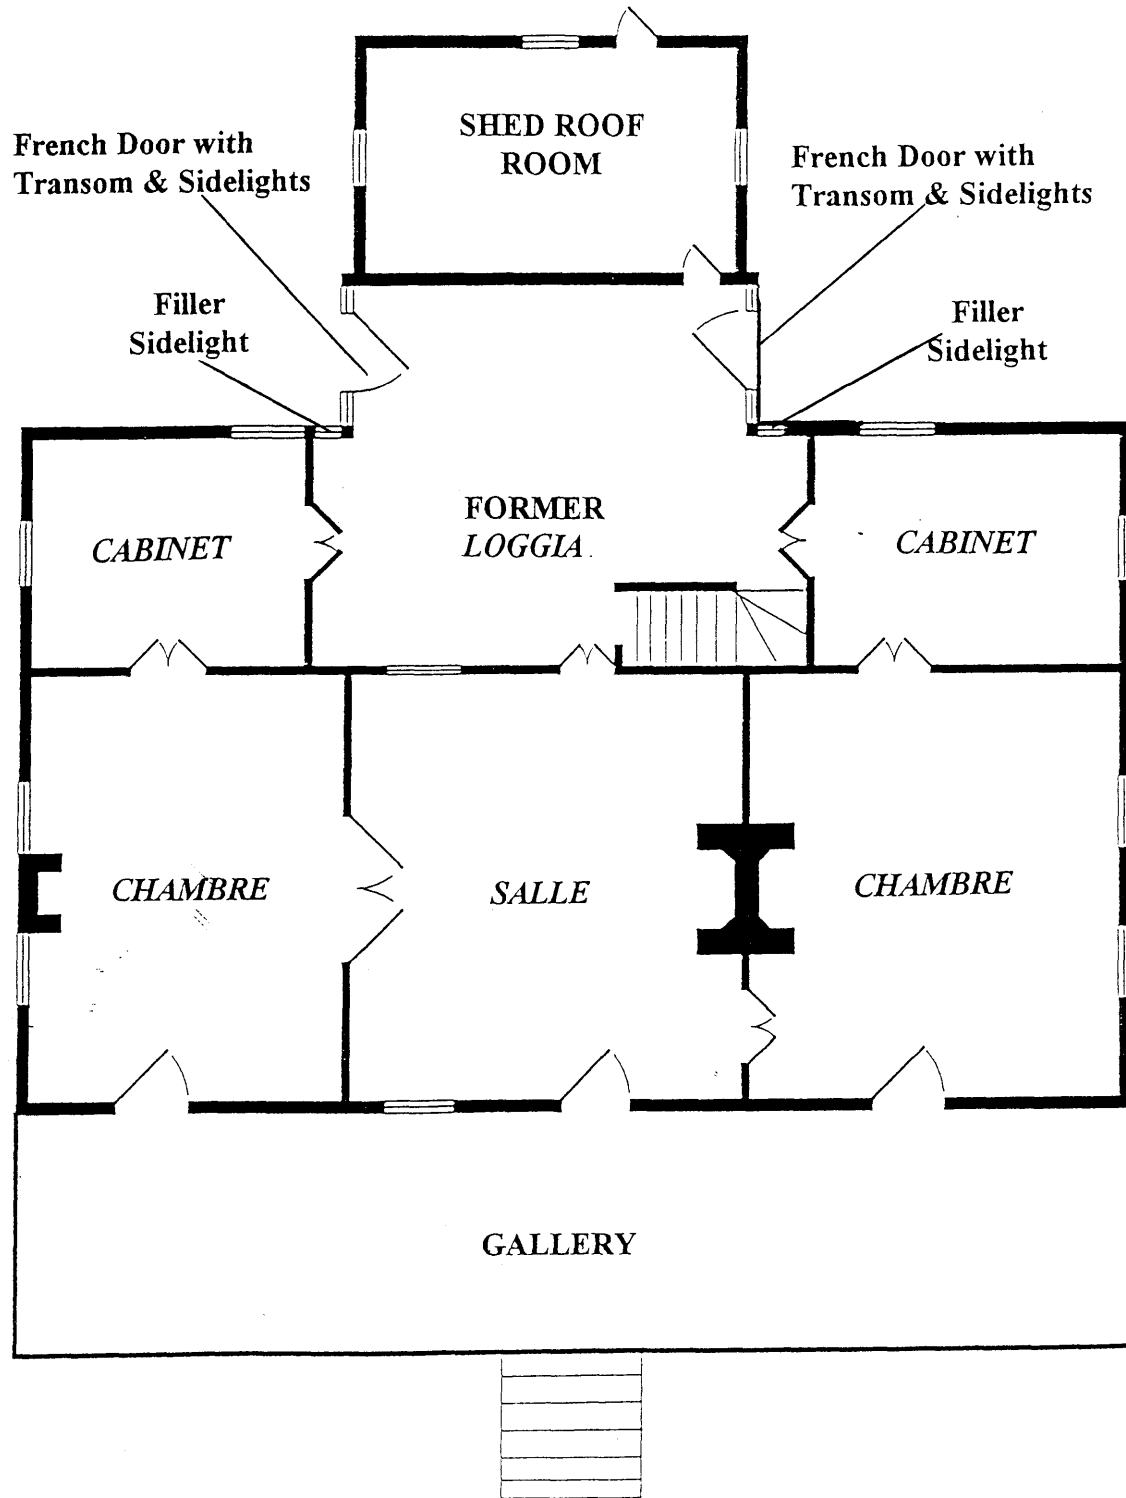 SHED ROOF
ROOM
French Door with
Transom & Sidelights
French Door with
Transom & Sidelights
Filler
Sidelight
Filler
Sidelight
FORMER
LOGGIA
CABINET
CABINET
CHAMBRE
SALLE
CHAMBRE
GALLERY